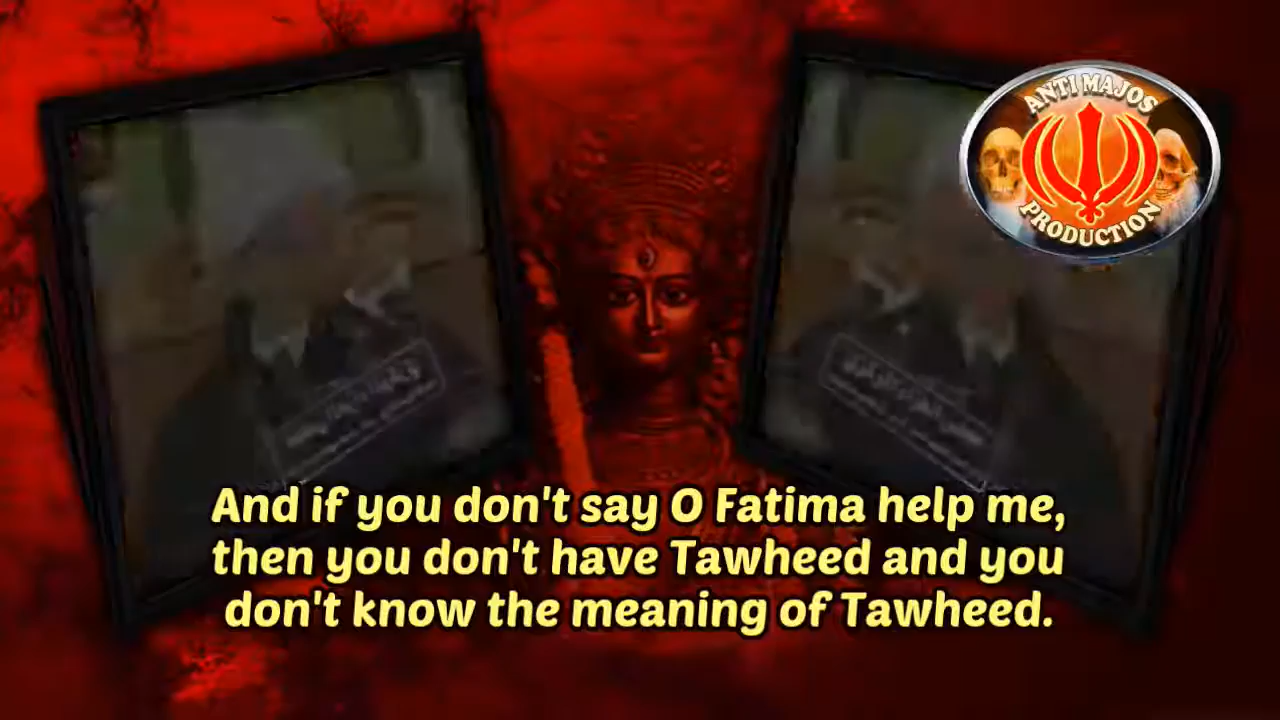 ANTI MAJOS
PRODUCTION
And if you don't say O Fatima help me,
then you don't have Tawheed and you
don't know the meaning of Tawheed.